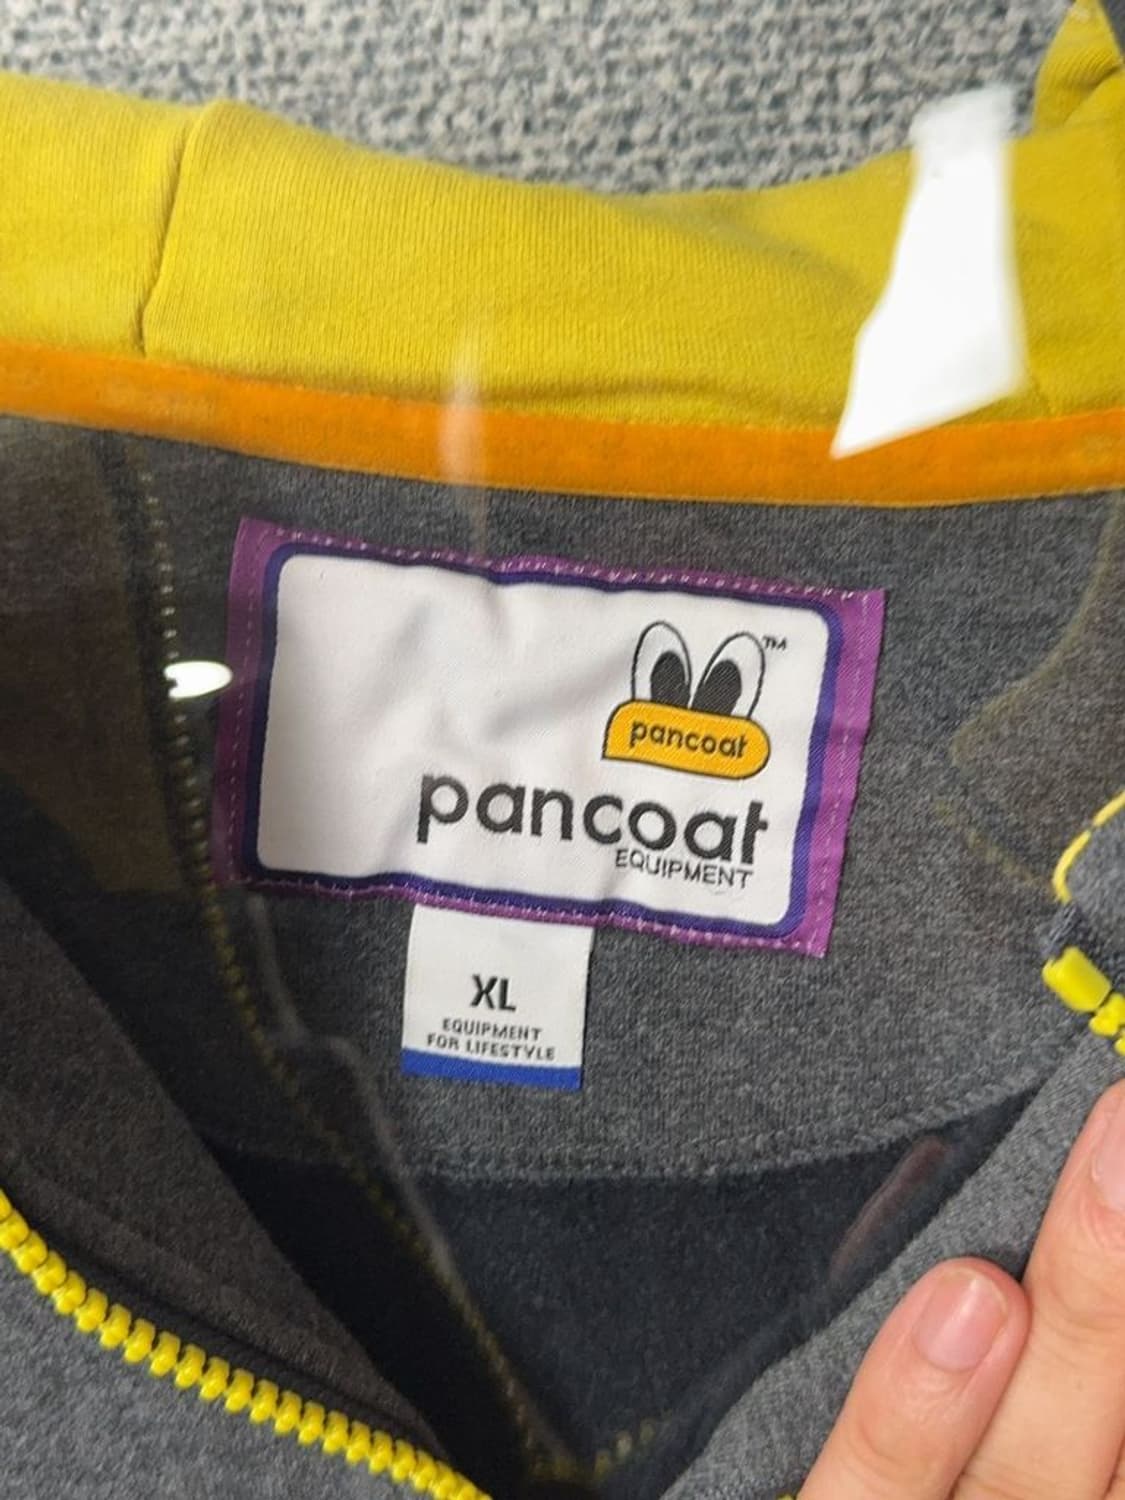 TM
pancoat
pancoat
EQUIPMENT
XL
EQUIPMENT
FOR LIFESTYLE